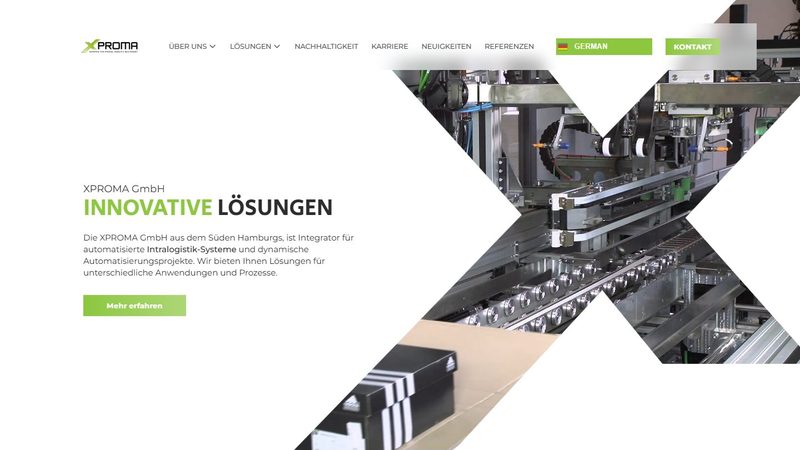 XPROMA
ÜBER UNS
LÖSUNGEN
NACHHALTIGKEIT
KARRIERE
NEUIGKEITEN
REFERENZEN
GERMAN
KONTAKT
XPROMA GmbH
INNOVATIVE LÖSUNGEN
Die XPROMA GmbH aus dem Süden Hamburgs, ist Integrator für
automatisierte Intralogistik-Systeme und dynamische
Automatisierungsprojekte. Wir bieten Ihnen Lösungen für
unterschiedliche Anwendungen und Prozesse.
Mehr erfahren